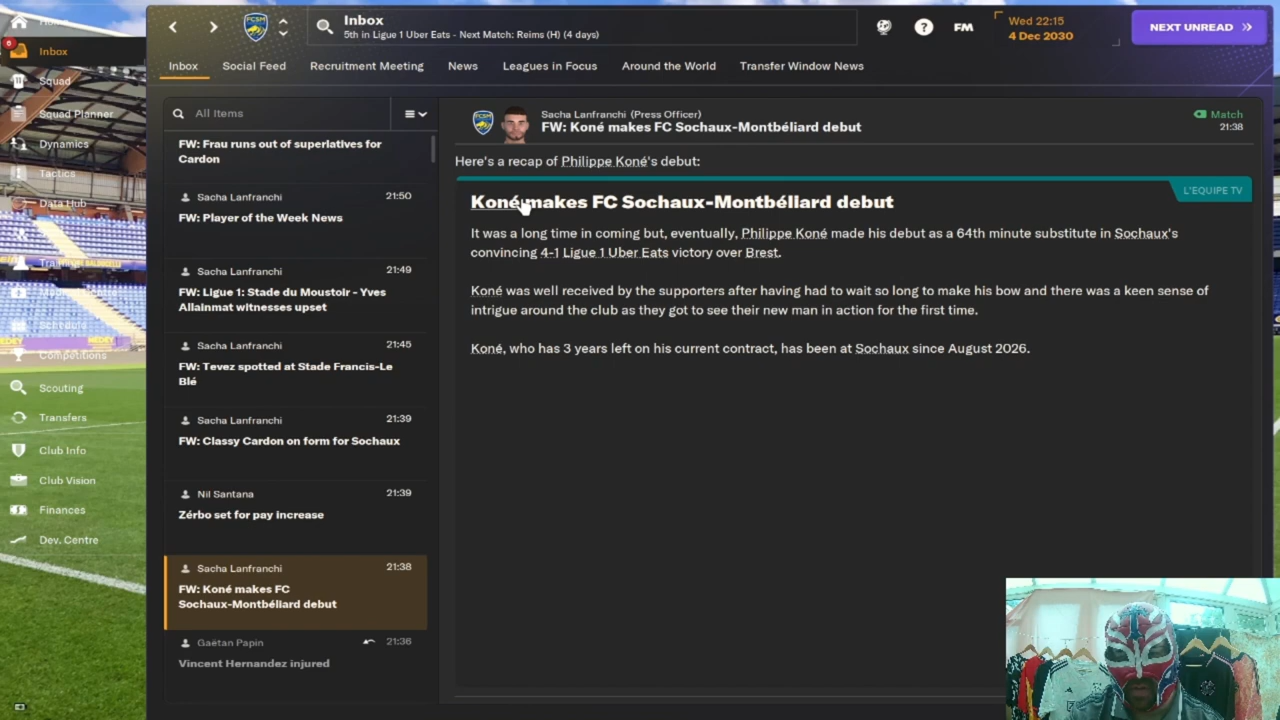 Inbox
5th in Ligue 1 Uber Eats - Next Match: Reims (H) (4 days)
FCSM
FM
Wed 22:15
4 Dec 2030
NEXT UNREAD
6
Inbox
Squad
Squad Planner
Dynamics
Tactics
Data Hub
Training
Schedule
Competitions
Scouting
Transfers
Club Info
Club Vision
Finances
Dev. Centre
Inbox
Social Feed
Recruitment Meeting
News
Leagues in Focus
Around the World
Transfer Window News
All Items
FW: Frau runs out of superlatives for
Cardon
Sacha Lanfranchi 21:50
FW: Player of the Week News
Sacha Lanfranchi 21:49
FW: Ligue 1: Stade du Moustoir - Yves
Allainmat witnesses upset
Sacha Lanfranchi 21:45
FW: Tevez spotted at Stade Francis-Le
Blé
Sacha Lanfranchi 21:39
FW: Classy Cardon on form for Sochaux
Nil Santana 21:39
Zérbo set for pay increase
Sacha Lanfranchi 21:38
FW: Koné makes FC
Sochaux-Montbéliard debut
Gaëtan Papin 21:36
Vincent Hernandez injured
Sacha Lanfranchi (Press Officer)
FW: Koné makes FC Sochaux-Montbéliard debut
Match
21:38
Here's a recap of Philippe Koné's debut:
L'EQUIPE TV
Koné makes FC Sochaux-Montbéliard debut
It was a long time in coming but, eventually, Philippe Koné made his debut as a 64th minute substitute in Sochaux's
convincing 4-1 Ligue 1 Uber Eats victory over Brest.
Koné was well received by the supporters after having had to wait so long to make his bow and there was a keen sense of
intrigue around the club as they got to see their new man in action for the first time.
Koné, who has 3 years left on his current contract, has been at Sochaux since August 2026.